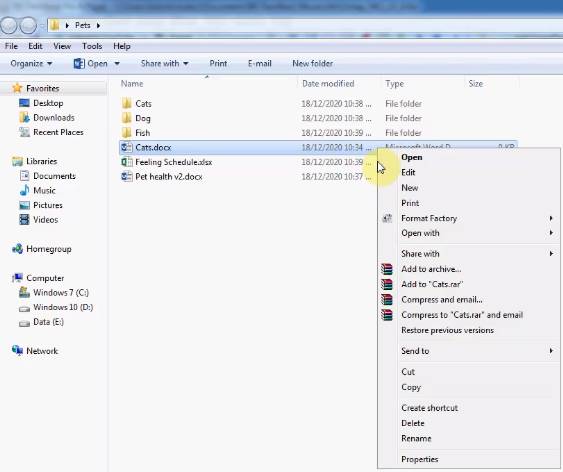 Pets
File Edit View Tools Help
Organize Open Share with Print E-mail New folder
Name Date modified Type Size
Favorites
Desktop
Downloads
Recent Places
Libraries
Documents
Music
Pictures
Videos
Homegroup
Computer
Windows 7 (C:)
Windows 10 (D:)
Data (E:)
Network
Cats 18/12/2020 10:38 ... File folder
Dog 18/12/2020 10:38 ... File folder
Fish 18/12/2020 10:39 ... File folder
Cats.docx 18/12/2020 10:34 ... Microsoft Word D... 0 KB
Feeling Schedule.xlsx 18/12/2020 10:39 ...
Pet health v2.docx 18/12/2020 10:37 ...
Open
Edit
New
Print
Format Factory
Open with
Share with
Add to archive...
Add to "Cats.rar"
Compress and email...
Compress to "Cats.rar" and email
Restore previous versions
Send to
Cut
Copy
Create shortcut
Delete
Rename
Properties